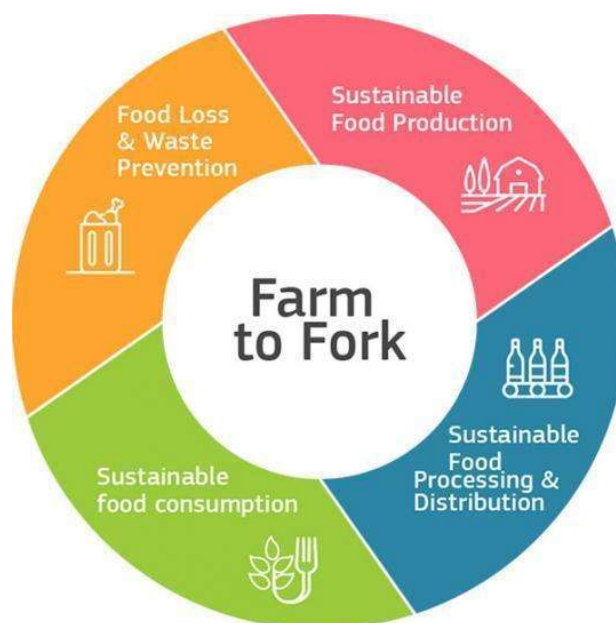 Farm
to Fork
Sustainable
Food Production
Sustainable
Food
Processing &
Distribution
Sustainable
food consumption
Food Loss
& Waste
Prevention